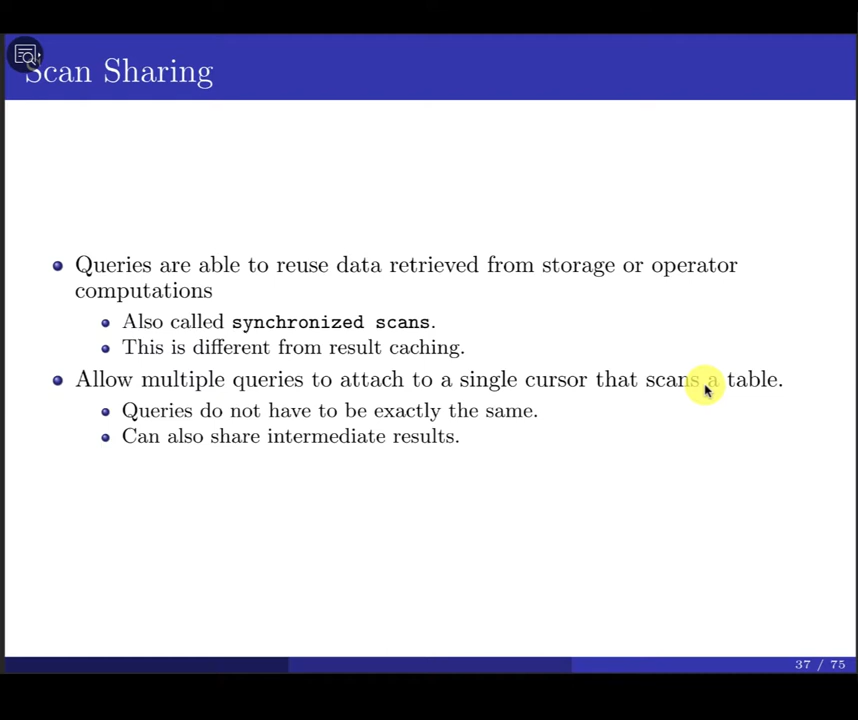 Scan Sharing
Queries are able to reuse data retrieved from storage or operator
computations
Also called synchronized scans.
This is different from result caching.
Allow multiple queries to attach to a single cursor that scans a table.
Queries do not have to be exactly the same.
Can also share intermediate results.
37 / 75